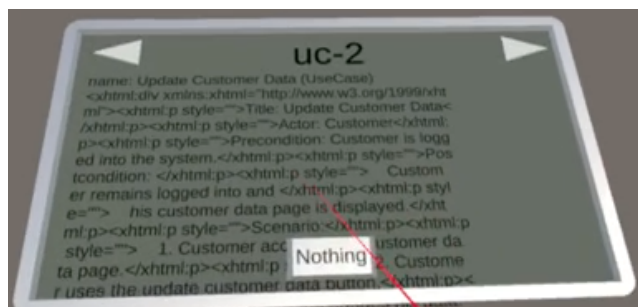 uc-2
name: Update Customer Data (UseCase)
<xhtml:div xmlns:xhtml="http://www.w3.org/1999/xht
ml"><xhtml:p style="">Title: Update Customer Data<
/xhtml:p><xhtml:p style="">Actor: Customer</xhtml:
p><xhtml:p style="">Precondition: Customer is logg
ed into the system.</xhtml:p><xhtml:p style="">Pos
tcondition: </xhtml:p><xhtml:p style=""> Custom
er remains logged into and </xhtml:p><xhtml:p styl
e=""> his customer data page is displayed.</xht
ml:p><xhtml:p style="">Scenario:</xhtml:p><xhtml:p
style=""> 1. Customer acc ustomer da
ta page.</xhtml:p><xhtml:p 2. Custome
Nothing
r uses the update customer data button.</xhtml:p><